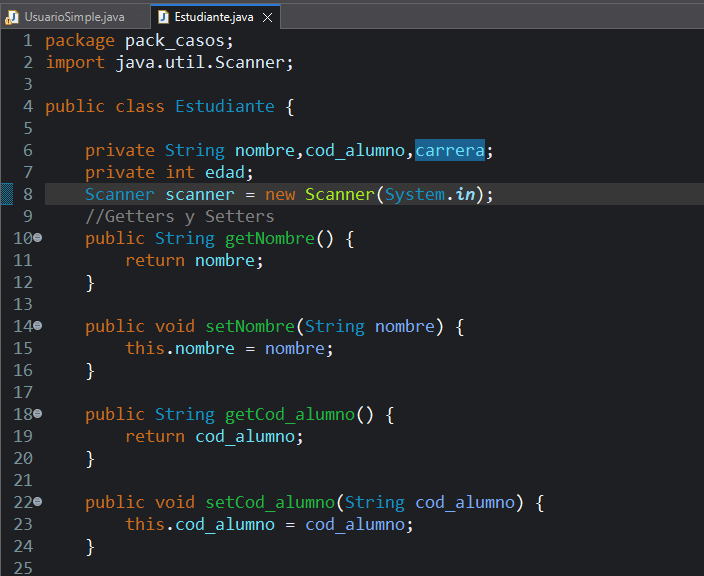 UsuarioSimple.java Estudiante.java
1 package pack_casos;
2 import java.util.Scanner;
3
4 public class Estudiante {
5
6 private String nombre,cod_alumno,carrera;
7 private int edad;
8 Scanner scanner = new Scanner(System.in);
9 //Getters y Setters
10 public String getNombre() {
11 return nombre;
12 }
13
14 public void setNombre(String nombre) {
15 this.nombre = nombre;
16 }
17
18 public String getCod_alumno() {
19 return cod_alumno;
20 }
21
22 public void setCod_alumno(String cod_alumno) {
23 this.cod_alumno = cod_alumno;
24 }
25